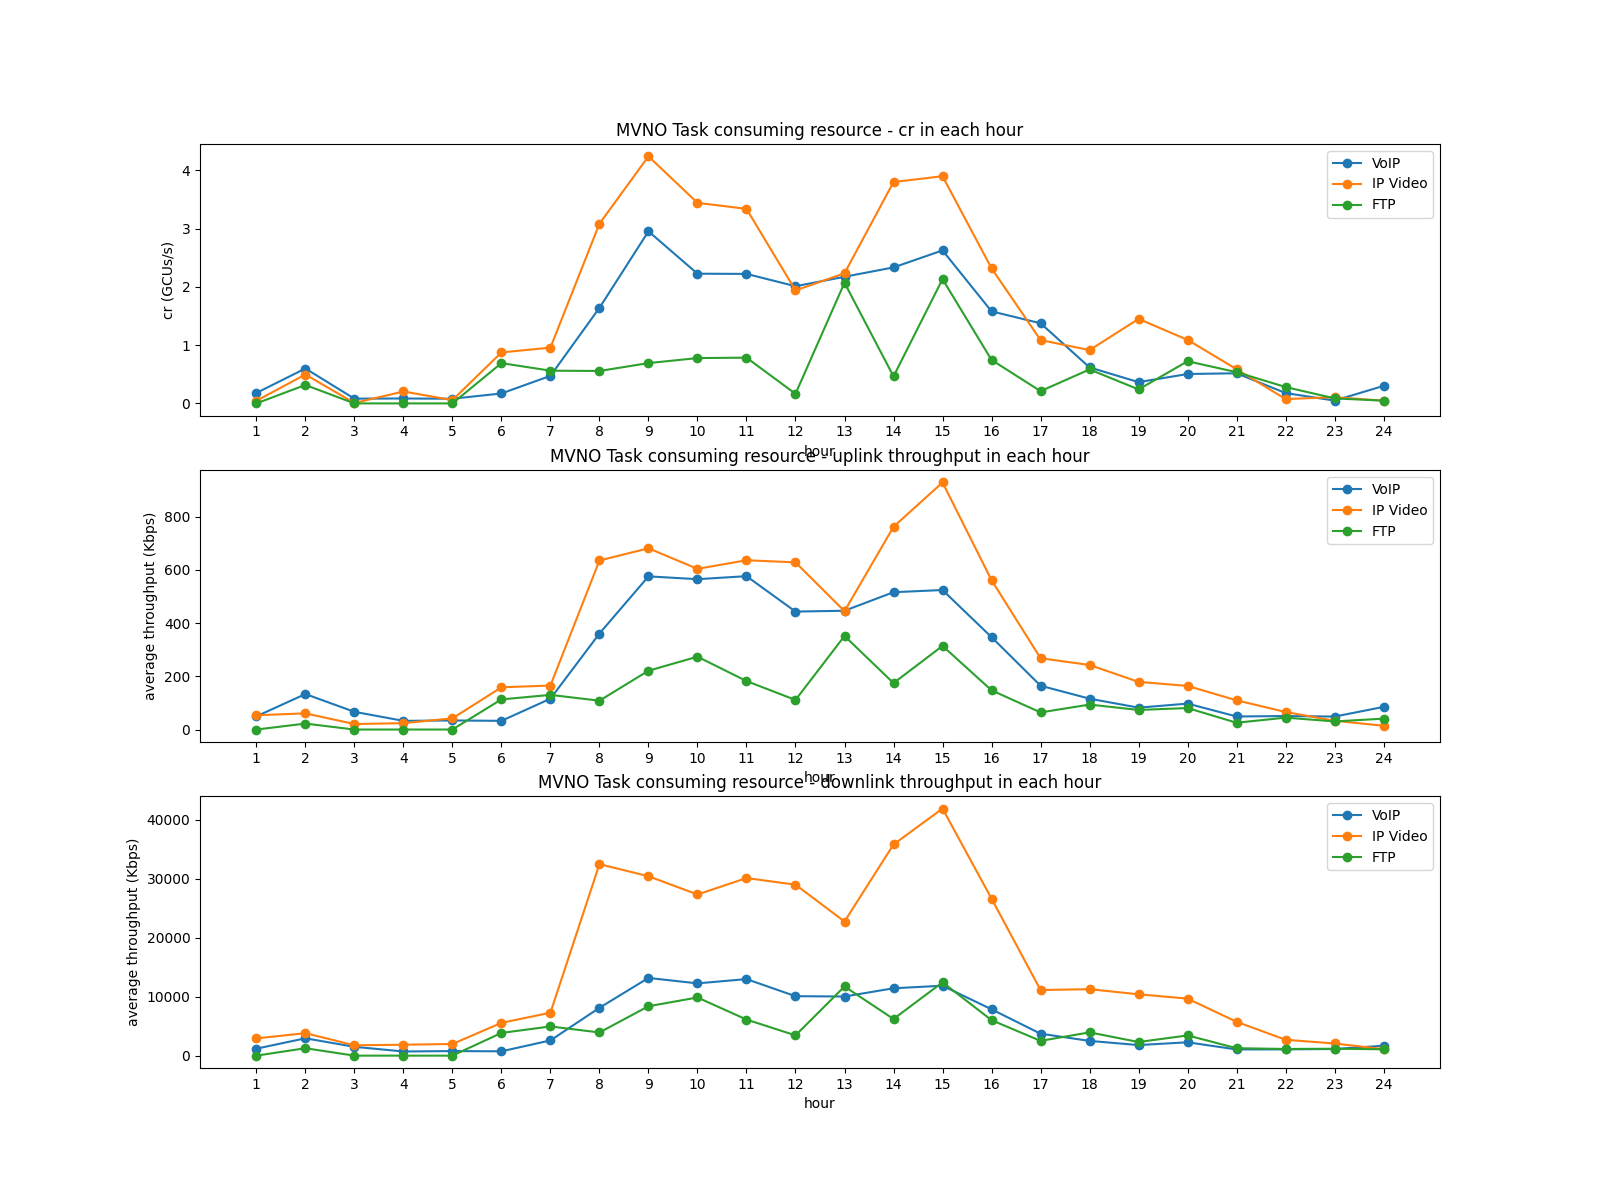 MVNO Task consuming resource - cr in each hour
cr (GCUs/s)
4
3
2
1
0
VoIP
IP Video
FTP
1 2 3 4 5 6 7 8 9 10 11 12 13 14 15 16 17 18 19 20 21 22 23 24
hour
MVNO Task consuming resource - uplink throughput in each hour
average throughput (Kbps)
800
600
400
200
0
VoIP
IP Video
FTP
1 2 3 4 5 6 7 8 9 10 11 12 13 14 15 16 17 18 19 20 21 22 23 24
hour
MVNO Task consuming resource - downlink throughput in each hour
average throughput (Kbps)
40000
30000
20000
10000
0
VoIP
IP Video
FTP
1 2 3 4 5 6 7 8 9 10 11 12 13 14 15 16 17 18 19 20 21 22 23 24
hour